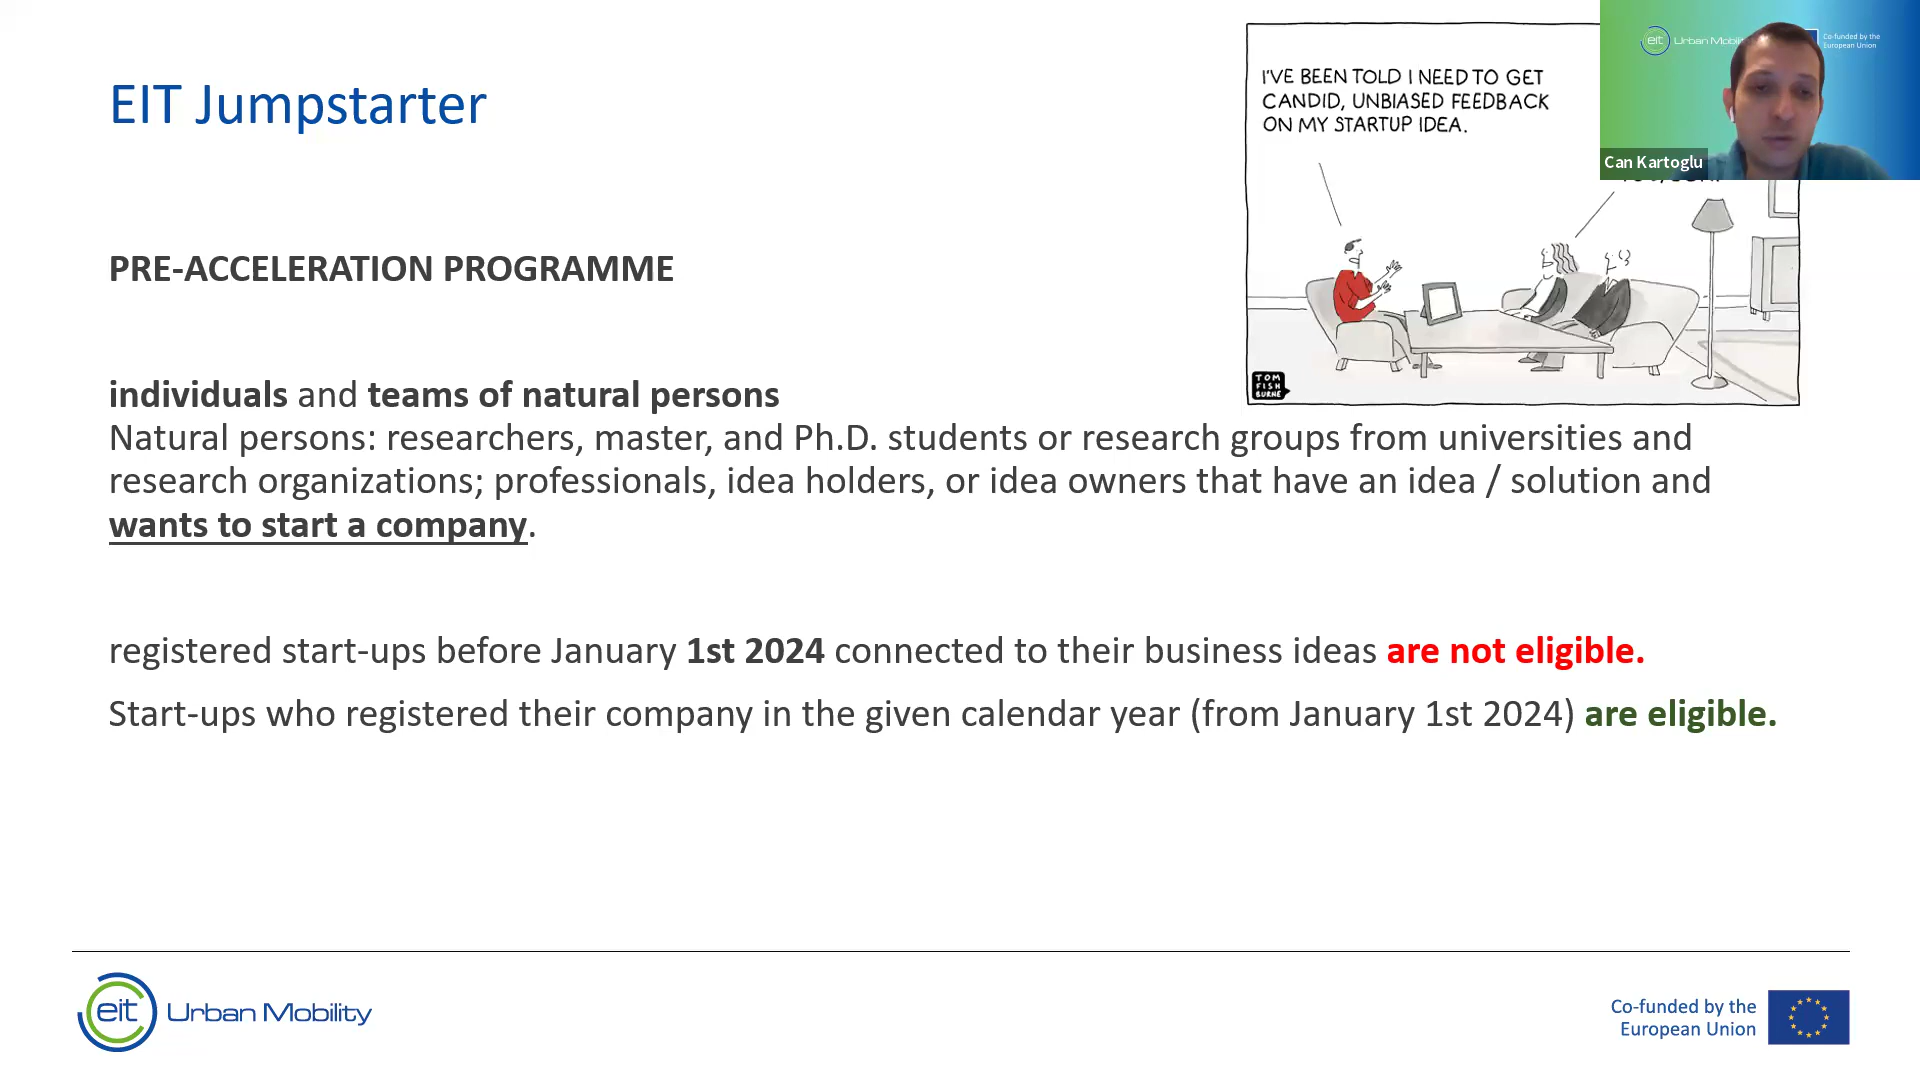 EIT Jumpstarter
I'VE BEEN TOLD I NEED TO GET
CANDID, UNBIASED FEEDBACK
ON MY STARTUP IDEA.
eit Urban Mobili
Co-funded by the
European Union
Can Kartoglu
TOM
FISH
BURNE
PRE-ACCELERATION PROGRAMME
individuals and teams of natural persons
Natural persons: researchers, master, and Ph.D. students or research groups from universities and
research organizations; professionals, idea holders, or idea owners that have an idea / solution and
wants to start a company.
registered start-ups before January 1st 2024 connected to their business ideas are not eligible.
Start-ups who registered their company in the given calendar year (from January 1st 2024) are eligible.
eit Urban Mobility
Co-funded by the
European Union